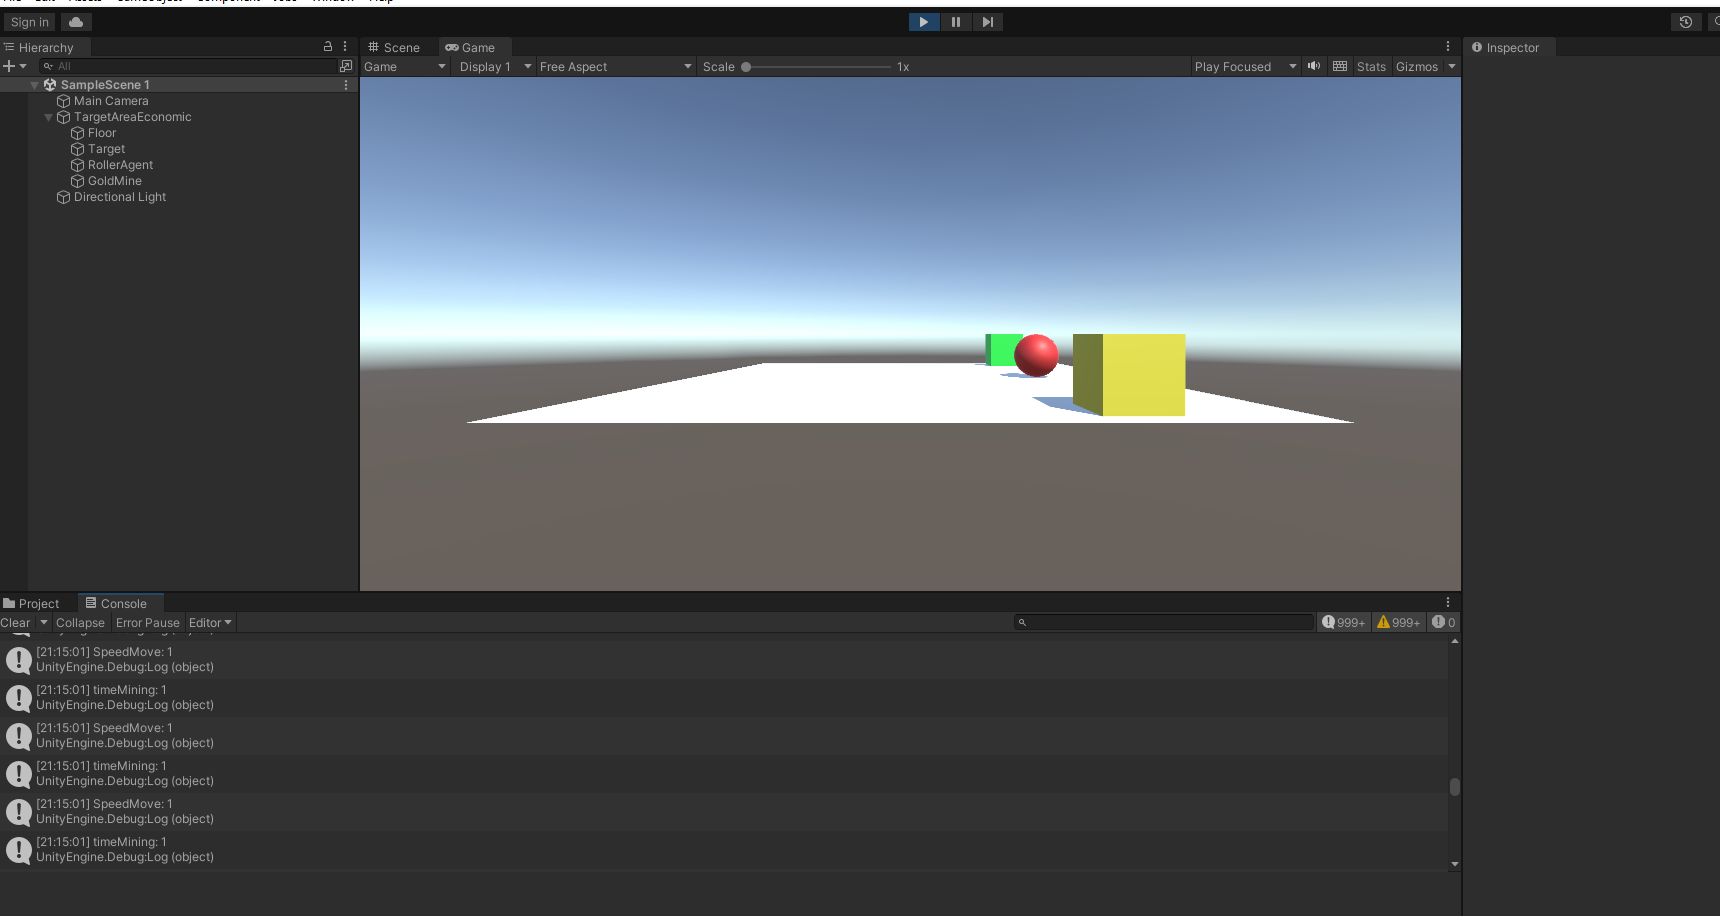 Sign in
Hierarchy
All
SampleScene 1
Main Camera
TargetAreaEconomic
Floor
Target
RollerAgent
GoldMine
Directional Light
Scene Game
Game Display 1 Free Aspect Scale 1x Play Focused Stats Gizmos
Inspector
Project Console
Clear Collapse Error Pause Editor 999+ 999+ 0
[21:15:01] SpeedMove: 1
UnityEngine.Debug:Log (object)
[21:15:01] timeMining: 1
UnityEngine.Debug:Log (object)
[21:15:01] SpeedMove: 1
UnityEngine.Debug:Log (object)
[21:15:01] timeMining: 1
UnityEngine.Debug:Log (object)
[21:15:01] SpeedMove: 1
UnityEngine.Debug:Log (object)
[21:15:01] timeMining: 1
UnityEngine.Debug:Log (object)